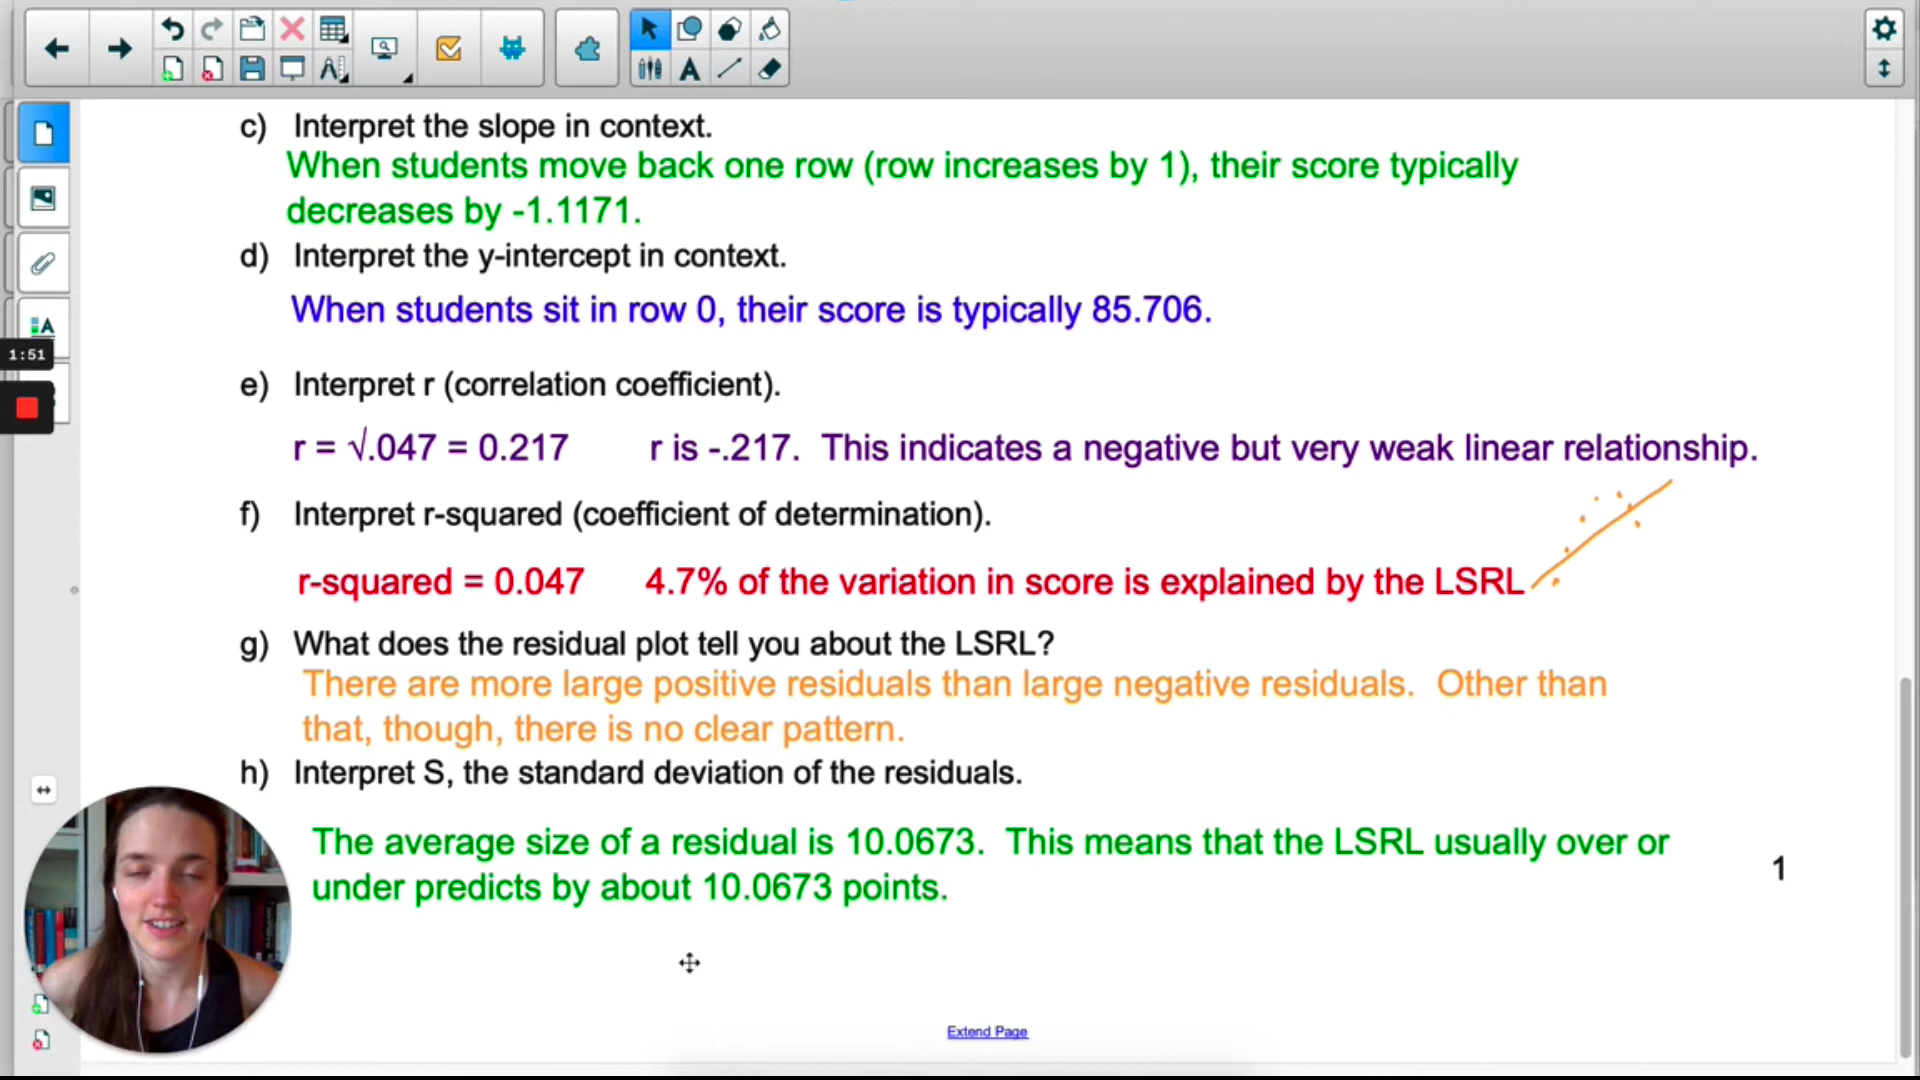 c) Interpret the slope in context.
When students move back one row (row increases by 1), their score typically
decreases by -1.1171.
d) Interpret the y-intercept in context.
When students sit in row 0, their score is typically 85.706.
1:51
e) Interpret r (correlation coefficient).
r = √.047 = 0.217 r is -.217. This indicates a negative but very weak linear relationship.
f) Interpret r-squared (coefficient of determination).
r-squared = 0.047 4.7% of the variation in score is explained by the LSRL
g) What does the residual plot tell you about the LSRL?
There are more large positive residuals than large negative residuals. Other than
that, though, there is no clear pattern.
h) Interpret S, the standard deviation of the residuals.
The average size of a residual is 10.0673. This means that the LSRL usually over or
under predicts by about 10.0673 points.
1
Extend Page